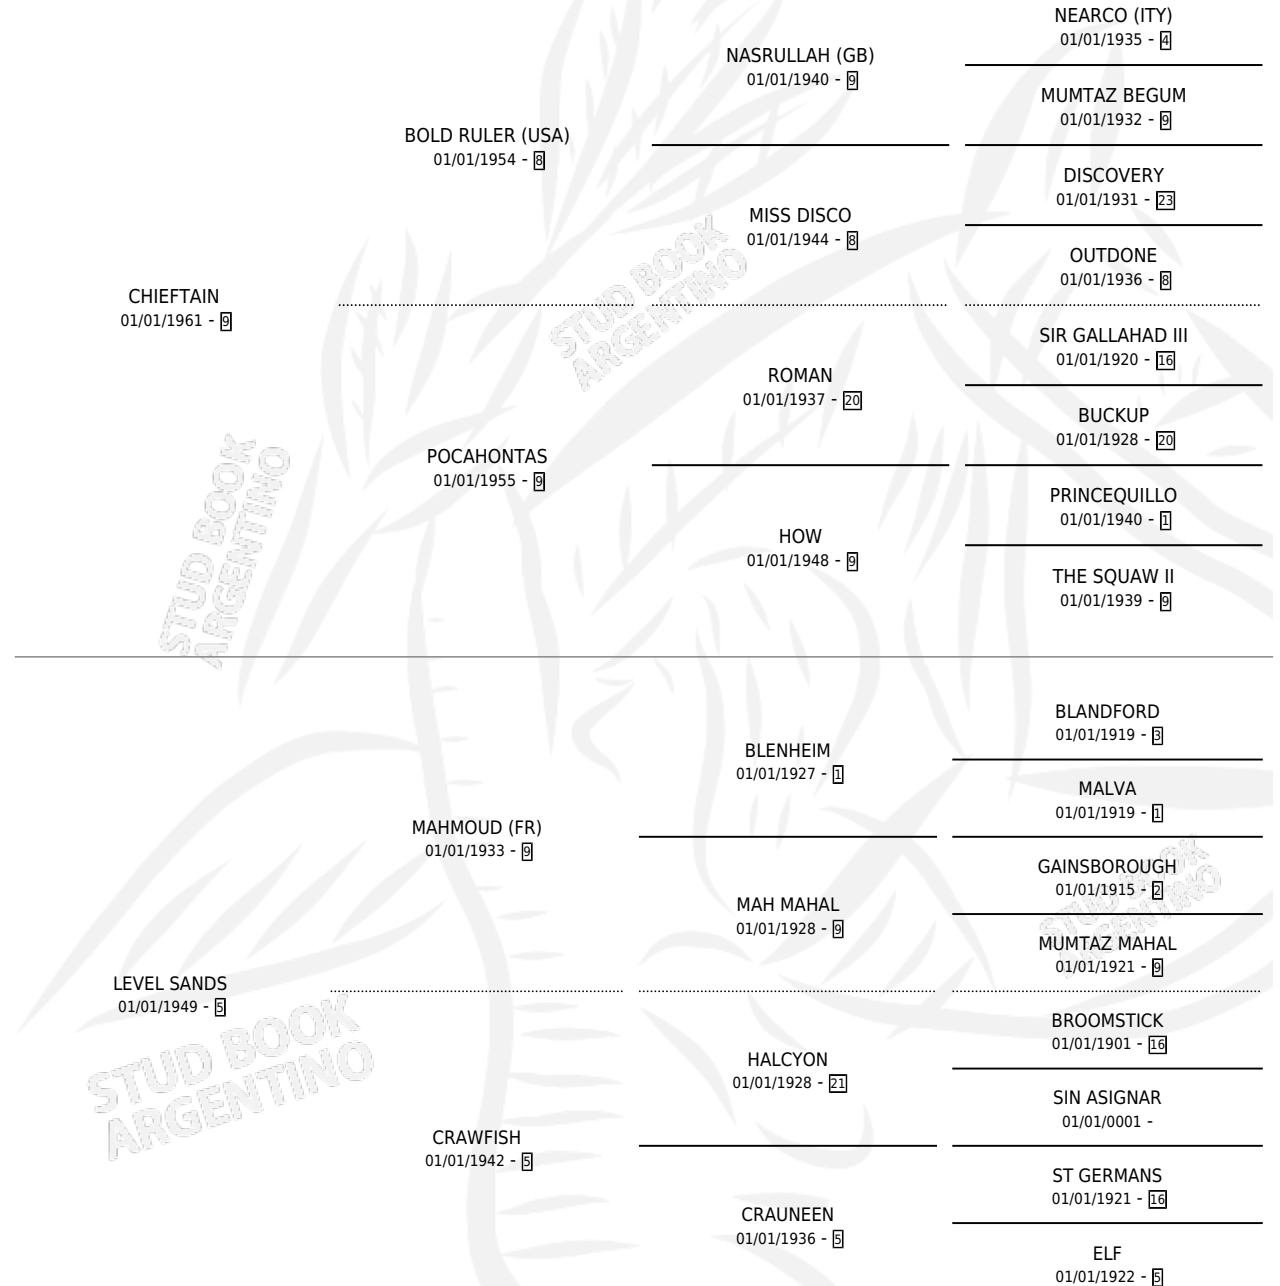 NEARCO (ITY)
01/01/1935 - 4
NASRULLAH (GB)
01/01/1940 - 9
MUMTAZ BEGUM
01/01/1932 - 9
BOLD RULER (USA)
01/01/1954 - 8
DISCOVERY
01/01/1931 - 23
MISS DISCO
01/01/1944 - 8
OUTDONE
01/01/1936 - 8
CHIEFTAIN
01/01/1961 - 9
STUD BOOK
ARGENTINO
SIR GALLAHAD III
01/01/1920 - 16
ROMAN
01/01/1937 - 20
BUCKUP
01/01/1928 - 20
POCAHONTAS
01/01/1955 - 9
PRINCEQUILLO
01/01/1940 - 1
HOW
01/01/1948 - 9
THE SQUAW II
01/01/1939 - 9
STUD BOOK
ARGENTINO
BLANDFORD
01/01/1919 - 3
BLENHEIM
01/01/1927 - 1
MALVA
01/01/1919 - 1
MAHMOUD (FR)
01/01/1933 - 9
GAINSBOROUGH
01/01/1915 - 2
MAH MAHAL
01/01/1928 - 9
MUMTAZ MAHAL
01/01/1921 - 9
STUD BOOK
ARGENTINO
LEVEL SANDS
01/01/1949 - 5
BROOMSTICK
01/01/1901 - 16
HALCYON
01/01/1928 - 21
SIN ASIGNAR
01/01/0001 -
STUD BOOK
ARGENTINO
CRAWFISH
01/01/1942 - 5
ST GERMANS
01/01/1921 - 16
CRAUNEEN
01/01/1936 - 5
ELF
01/01/1922 - 5